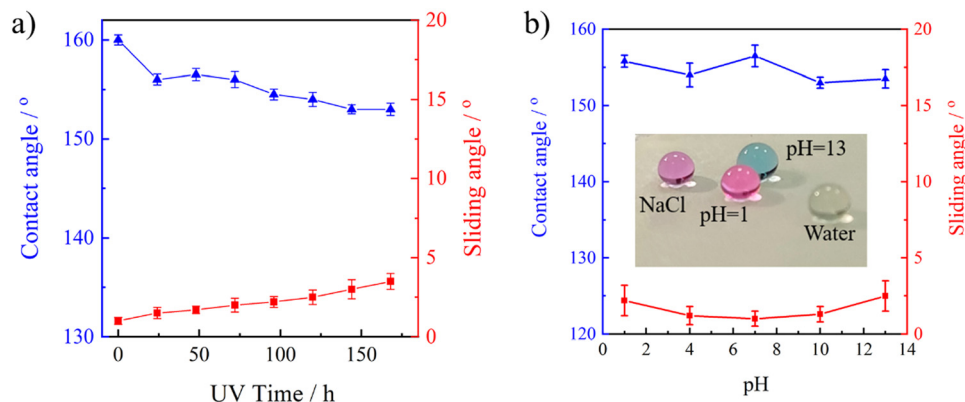 a)
Contact angle / °
160
150
140
130
Sliding angle / °
20
15
10
5
0
0
50
100
150
UV Time / h
b)
Contact angle / °
160
150
140
130
120
Sliding angle / °
20
15
10
5
0
0
2
4
6
8
10
12
14
pH
NaCl
pH=1
pH=13
Water